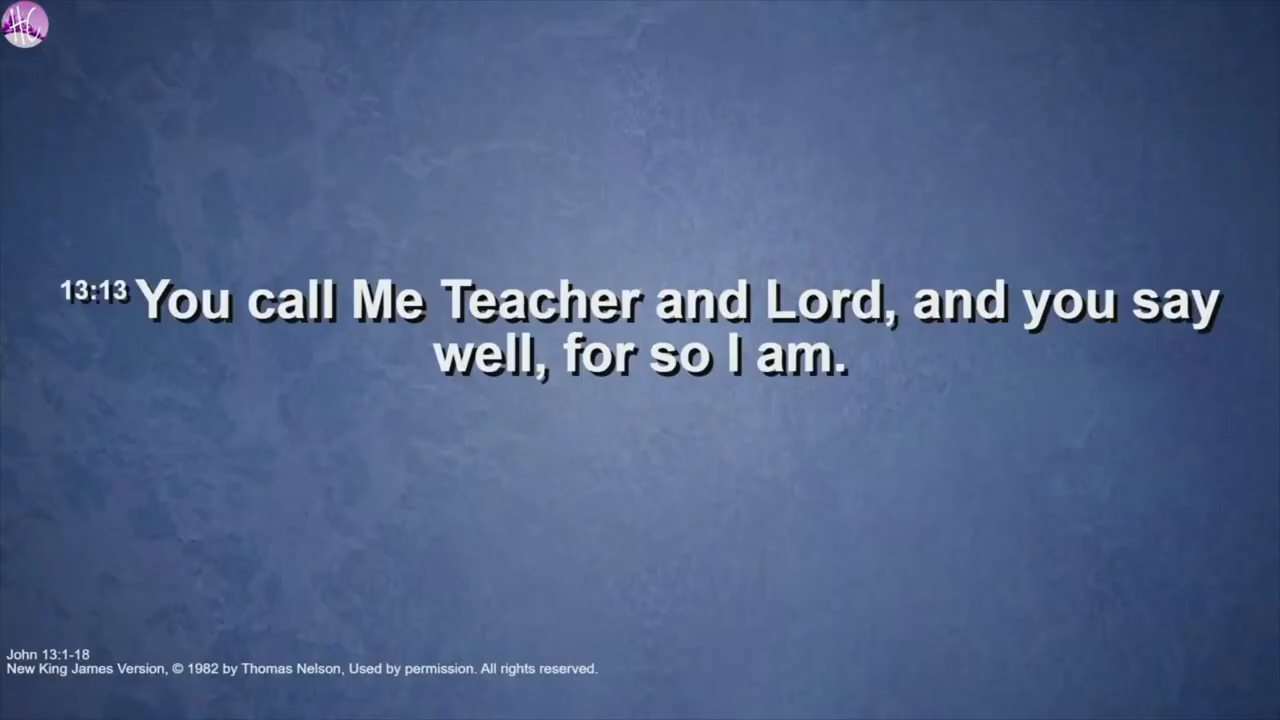 HC
13:13 You call Me Teacher and Lord, and you say
well, for so I am.
John 13:1-18
New King James Version, © 1982 by Thomas Nelson, Used by permission. All rights reserved.